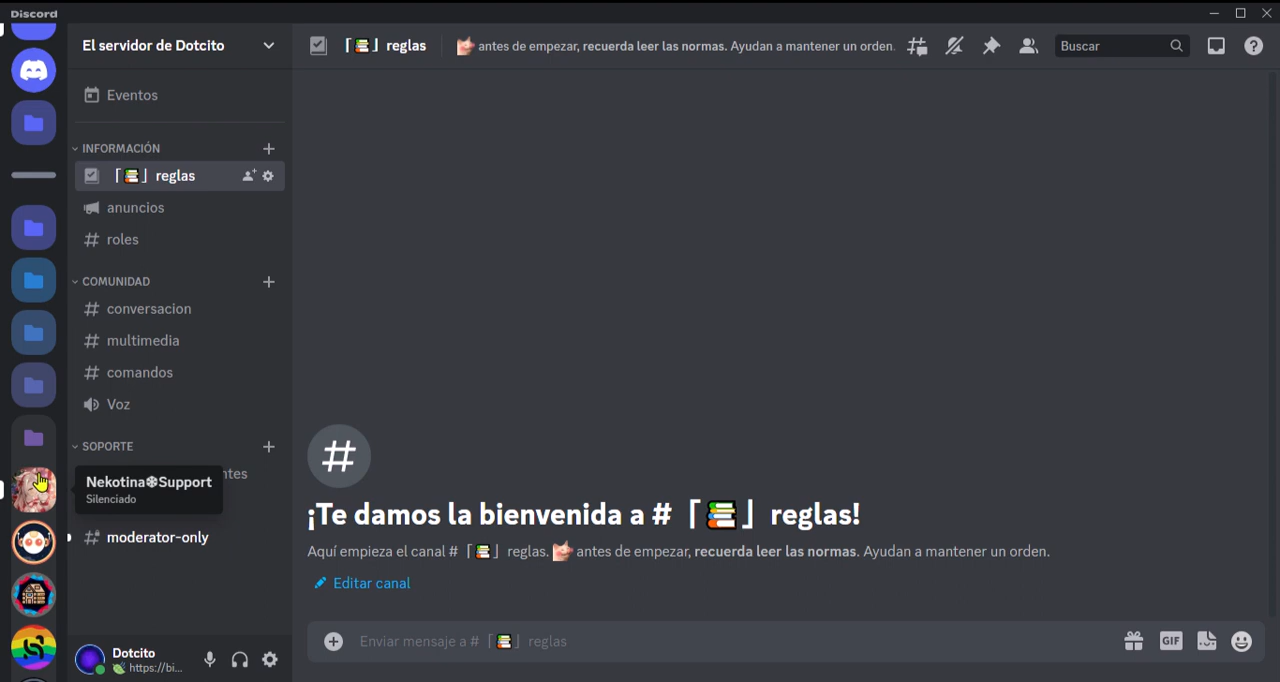 Discord
El servidor de Dotcito
「📚」 reglas
antes de empezar, recuerda leer las normas. Ayudan a mantener un orden.
Buscar
Eventos
INFORMACIÓN
「📚」 reglas
anuncios
roles
COMUNIDAD
conversacion
multimedia
comandos
Voz
SOPORTE
ntes
Nekotina❄Support
Silenciado
moderator-only
Dotcito
https://bi...
¡Te damos la bienvenida a # 「📚」 reglas!
Aquí empieza el canal # 「📚」 reglas. antes de empezar, recuerda leer las normas. Ayudan a mantener un orden.
Editar canal
Enviar mensaje a # 「📚」 reglas
GIF